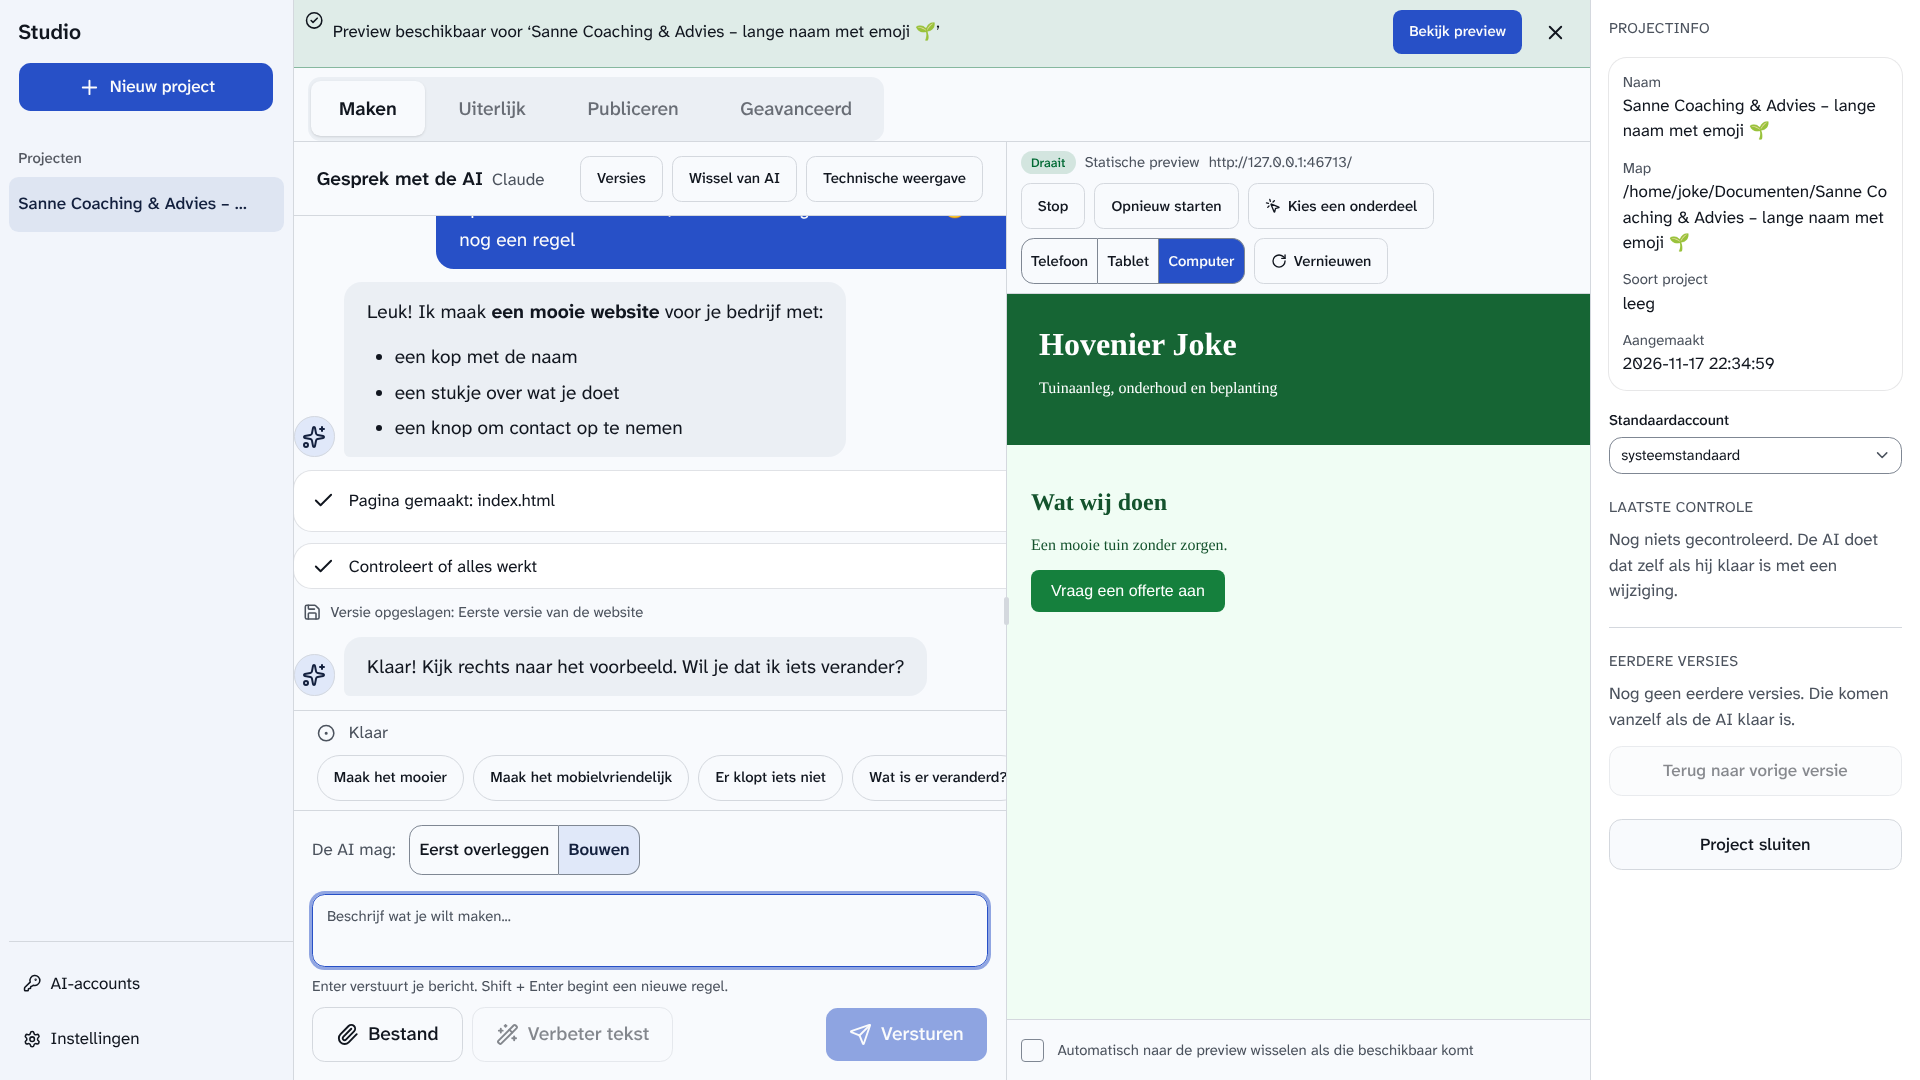 Studio
Nieuw project
Projecten
Sanne Coaching & Advies – ...
AI-accounts
Instellingen
Preview beschikbaar voor ‘Sanne Coaching & Advies – lange naam met emoji 🌱’
Bekijk preview
Maken
Uiterlijk
Publiceren
Geavanceerd
Gesprek met de AI Claude
Versies
Wissel van AI
Technische weergave
nog een regel
Leuk! Ik maak een mooie website voor je bedrijf met:
• een kop met de naam
• een stukje over wat je doet
• een knop om contact op te nemen
Pagina gemaakt: index.html
Controleert of alles werkt
Versie opgeslagen: Eerste versie van de website
Klaar! Kijk rechts naar het voorbeeld. Wil je dat ik iets verander?
Klaar
Maak het mooier
Maak het mobielvriendelijk
Er klopt iets niet
Wat is er veranderd?
De AI mag:
Eerst overleggen
Bouwen
Beschrijf wat je wilt maken...
Enter verstuurt je bericht. Shift + Enter begint een nieuwe regel.
Bestand
Verbeter tekst
Versturen
Draait
Statische preview http://127.0.0.1:46713/
Stop
Opnieuw starten
Kies een onderdeel
Telefoon
Tablet
Computer
Vernieuwen
Hovenier Joke
Tuinaanleg, onderhoud en beplanting
Wat wij doen
Een mooie tuin zonder zorgen.
Vraag een offerte aan
Automatisch naar de preview wisselen als die beschikbaar komt
PROJECTINFO
Naam
Sanne Coaching & Advies – lange
naam met emoji 🌱
Map
/home/joke/Documenten/Sanne Co
aching & Advies – lange naam met
emoji 🌱
Soort project
leeg
Aangemaakt
2026-11-17 22:34:59
Standaardaccount
systeemstandaard
LAATSTE CONTROLE
Nog niets gecontroleerd. De AI doet
dat zelf als hij klaar is met een
wijziging.
EERDERE VERSIES
Nog geen eerdere versies. Die komen
vanzelf als de AI klaar is.
Terug naar vorige versie
Project sluiten